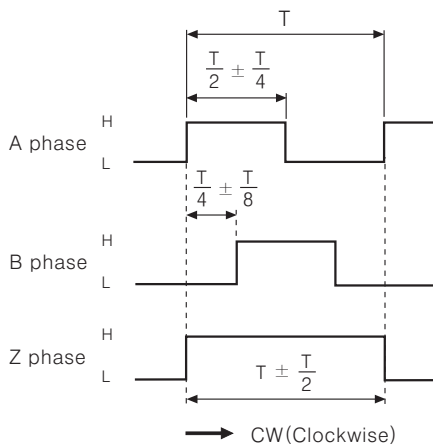 T
T/2 ± T/4
H
A phase
L
T/4 ± T/8
H
B phase
L
H
Z phase
L
T ± T/2
CW(Clockwise)